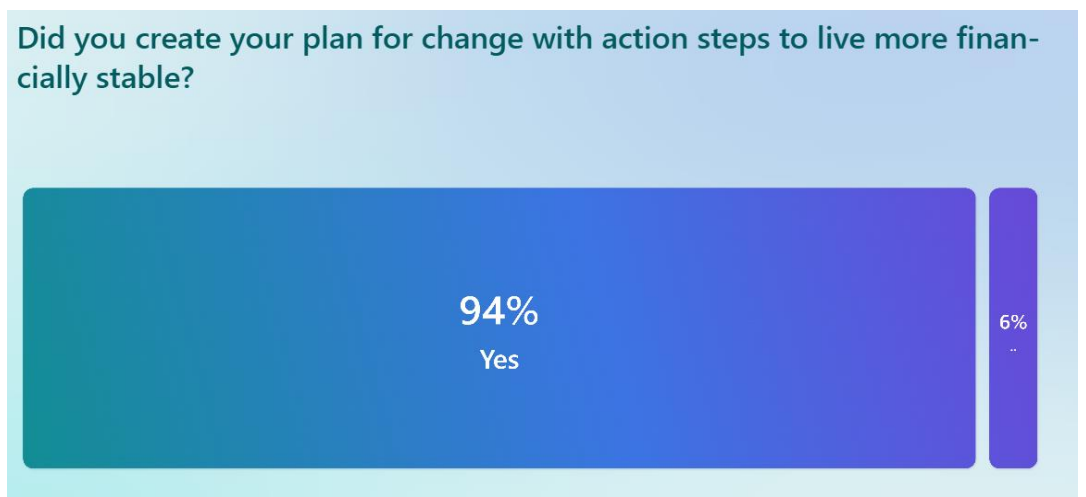 Did you create your plan for change with action steps to live more finan-
cially stable?
94%
Yes
6%
..